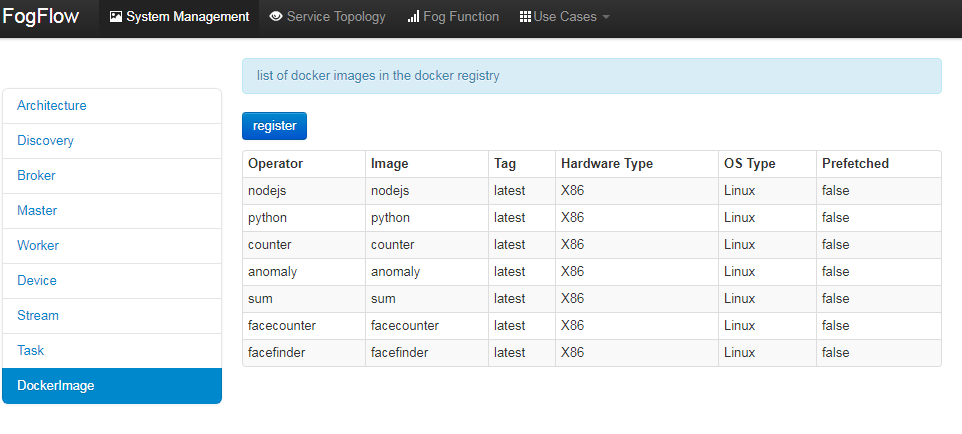 FogFlow System Management Service Topology Fog Function Use Cases
list of docker images in the docker registry
Architecture
Discovery
Broker
Master
Worker
Device
Stream
Task
DockerImage
register
Operator Image Tag Hardware Type OS Type Prefetched
nodejs nodejs latest X86 Linux false
python python latest X86 Linux false
counter counter latest X86 Linux false
anomaly anomaly latest X86 Linux false
sum sum latest X86 Linux false
facecounter facecounter latest X86 Linux false
facefinder facefinder latest X86 Linux false